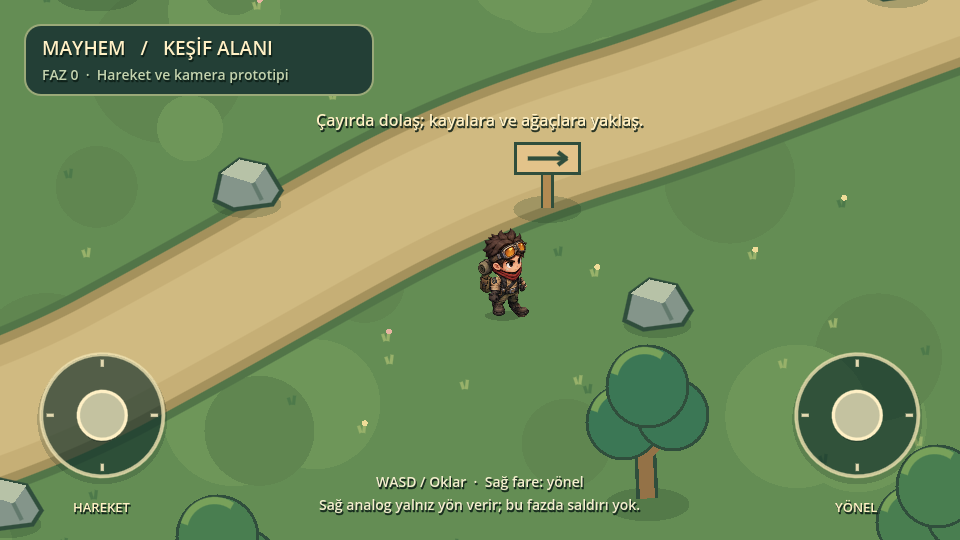 MAYHEM / KEŞİF ALANI
FAZ 0 · Hareket ve kamera prototipi
Çayırda dolaş; kayalara ve ağaçlara yaklaş.
WASD / Oklar · Sağ fare: yönel
Sağ analog yalnız yön verir; bu fazda saldırı yok.
HAREKET
YÖNEL